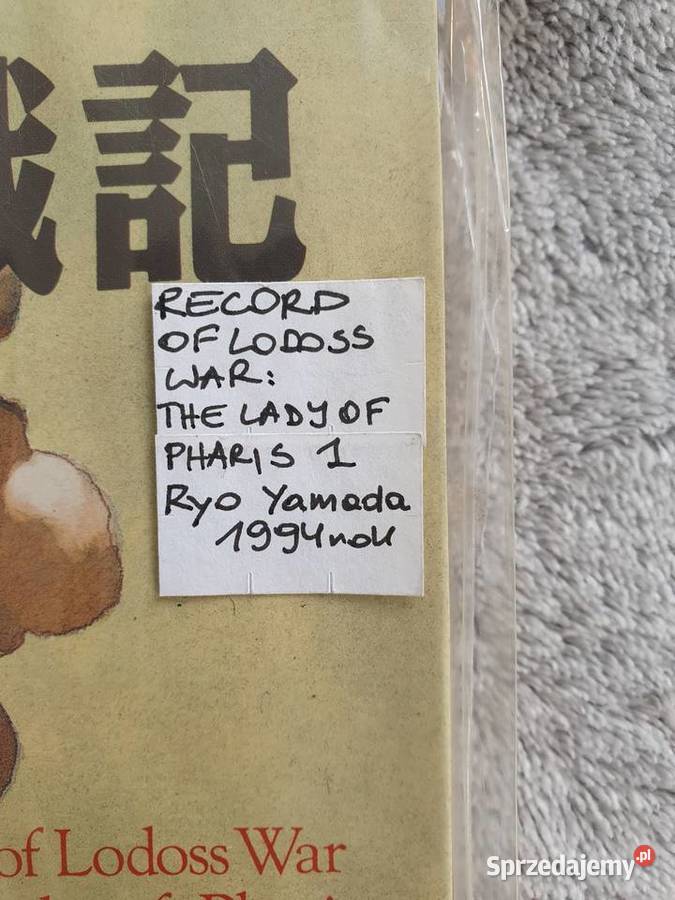 戦記
RECORD
OF LODOSS
WAR:
THE LADY OF
PHARIS 1
Ryo Yamada
1994 rok
of Lodoss War
Sprzedajemy.pl